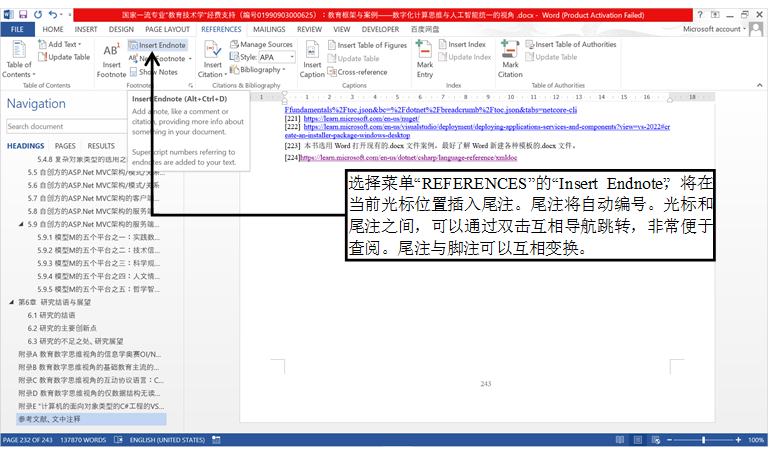 国家一流专业“教育技术学”经费支持（编号01990903000625）：教育框架与案例——数字化计算思维与人工智能统一的视角 .docx - Word (Product Activation Failed)
FILE HOME INSERT DESIGN PAGE LAYOUT REFERENCES MAILINGS REVIEW VIEW DEVELOPER 百度网盘 Microsoft account
Table of Contents
Add Text
Update Table
Table of Contents
AB1
Insert Footnote
Insert Endnote
Next Footnote
Show Notes
Footnotes
Insert Citation
Manage Sources
Style: APA
Bibliography
Citations & Bibliography
Insert Caption
Insert Table of Figures
Update Table
Cross-reference
Captions
Mark Entry
Insert Index
Update Index
Index
Mark Citation
Insert Table of Authorities
Update Table
Table of Authorities
Insert Endnote (Alt+Ctrl+D)
Add a note, like a comment or
citation, providing more info about
something in your document.
Superscript numbers referring to
endnotes are added to your text.
Navigation
Search document
HEADINGS PAGES RESULTS
5.4.8 复杂对象类型的适用之...
5.5 自创方的ASP.Net MVC架构/模式/关系
5.6 自创方的ASP.Net MVC架构/模式/关系
5.7 自创方的ASP.Net MVC架构的客户端...
5.8 自创方的ASP.Net MVC架构的服务端...
5.9 自创方的ASP.Net MVC架构的服务端...
5.9.1 模型M的五个平台之一：实践数...
5.9.2 模型M的五个平台之二：技术信...
5.9.3 模型M的五个平台之三：科学规...
5.9.4 模型M的五个平台之四：人文情...
5.9.5 模型M的五个平台之五：哲学智...
第6章 研究结语与展望
6.1 研究的结语
6.2 研究的主要创新点
6.3 研究的不足之处、研究展望
附录A 教育数字思维视角的信息学奥赛OI/N...
附录B 教育数字思维视角的基础教育主流的...
附录C 教育数字思维视角的互动协议语言：C...
附录D 教育数字思维视角的仅数据结构无读...
附录E “计算机的面向对象类型的C#工程的VS...
参考文献、文中注释
Ffundamentals%2Ftoc.json&bc=%2Fdotnet%2Fbreadcrumb%2Ftoc.json&tabs=netcore-cli
[221] https://learn.microsoft.com/en-us/nuget/
[222] https://learn.microsoft.com/en-us/visualstudio/deployment/deploying-applications-services-and-components?view=vs-2022#cr
eate-an-installer-package-windows-desktop
[223] 本书选用 Word 打开现有的.docx 文件案例，最好了解 Word 新建各种模板的.docx 文件。
[224]https://learn.microsoft.com/en-us/dotnet/csharp/language-reference/xmldoc
选择菜单“REFERENCES”的“Insert Endnote”，将在
当前光标位置插入尾注。尾注将自动编号。光标和
尾注之间，可以通过双击互相导航跳转，非常便于
查阅。尾注与脚注可以互相变换。
243
PAGE 232 OF 243 137870 WORDS ENGLISH (UNITED STATES) 100%